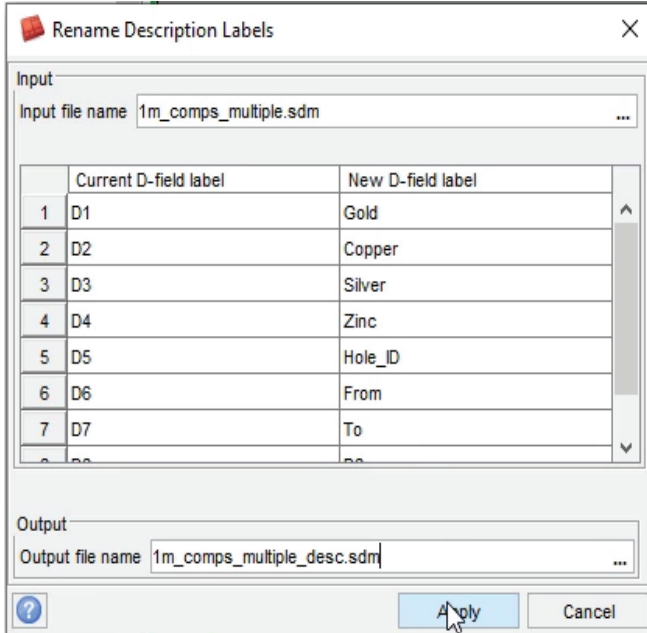 Rename Description Labels
Input
Input file name 1m_comps_multiple.sdm ...
Current D-field label New D-field label
1 D1 Gold
2 D2 Copper
3 D3 Silver
4 D4 Zinc
5 D5 Hole_ID
6 D6 From
7 D7 To
Output
Output file name 1m_comps_multiple_desc.sdm ...
? Apply Cancel